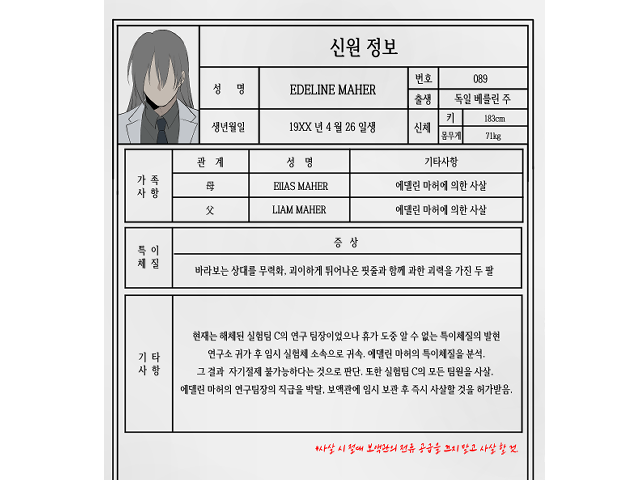 신원 정보
성 명 EDELINE MAHER 번호 089
출생 독일 베를린 주
생년월일 19XX 년 4 월 26 일생 신체 키 183cm
몸무게 71kg
가 족
사 항
관 계 성 명 기타사항
母 EIIAS MAHER 에델린 마허에 의한 사살
父 LIAM MAHER 에델린 마허에 의한 사살
특 이
체 질
증 상
바라보는 상대를 무력화, 괴이하게 튀어나온 핏줄과 함께 과한 괴력을 가진 두 팔
기 타
사 항
현재는 해체된 실험팀 C의 연구 팀장이었으나 휴가 도중 알 수 없는 특이체질의 발현
연구소 귀가 후 임시 실험체 소속으로 귀속. 에델린 마허의 특이체질을 분석.
그 결과 자기절제 불가능하다는 것으로 판단. 또한 실험팀 C의 모든 팀원을 사살.
에델린 마허의 연구팀장의 직급을 박탈, 보액관에 임시 보관 후 즉시 사살할 것을 허가받음.
*사살 시 절대 보액관의 전류 공급을 끄지 말고 사살 할 것.